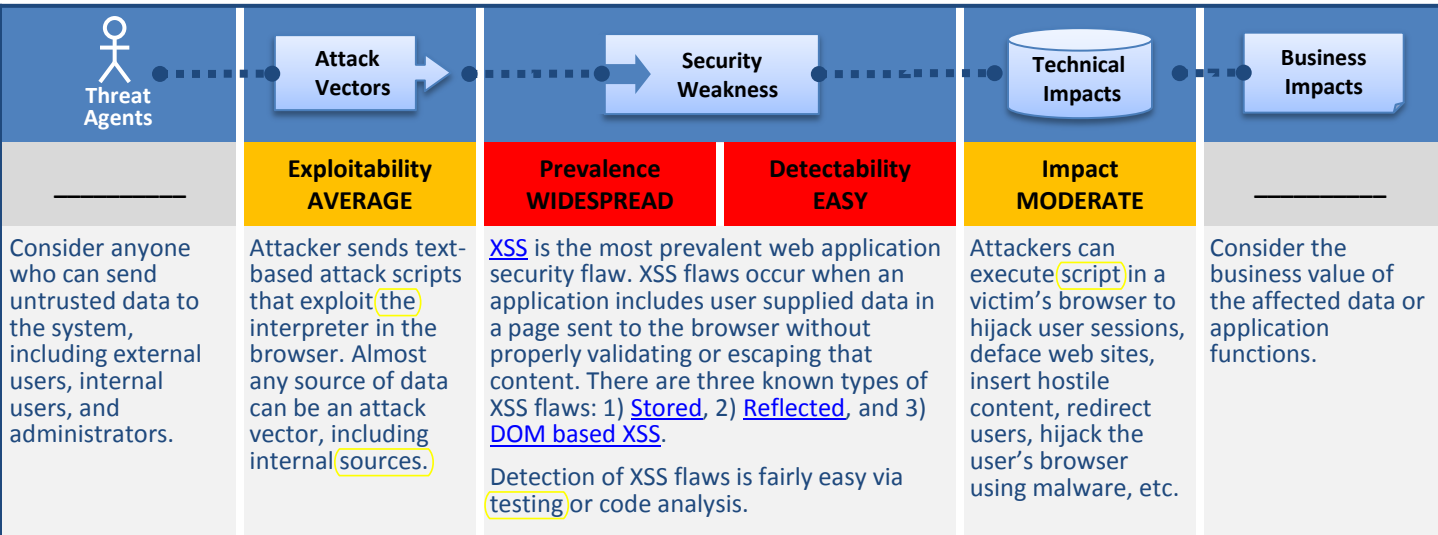 Threat
Agents
Attack
Vectors
Security
Weakness
Technical
Impacts
Business
Impacts
__________
Exploitability
AVERAGE
Prevalence
WIDESPREAD
Detectability
EASY
Impact
MODERATE
__________
Consider anyone
who can send
untrusted data to
the system,
including external
users, internal
users, and
administrators.
Attacker sends text-
based attack scripts
that exploit the
interpreter in the
browser. Almost
any source of data
can be an attack
vector, including
internal sources.
XSS is the most prevalent web application
security flaw. XSS flaws occur when an
application includes user supplied data in
a page sent to the browser without
properly validating or escaping that
content. There are three known types of
XSS flaws: 1) Stored, 2) Reflected, and 3)
DOM based XSS.
Detection of XSS flaws is fairly easy via
testing or code analysis.
Attackers can
execute script in a
victim's browser to
hijack user sessions,
deface web sites,
insert hostile
content, redirect
users, hijack the
user's browser
using malware, etc.
Consider the
business value of
the affected data or
application
functions.